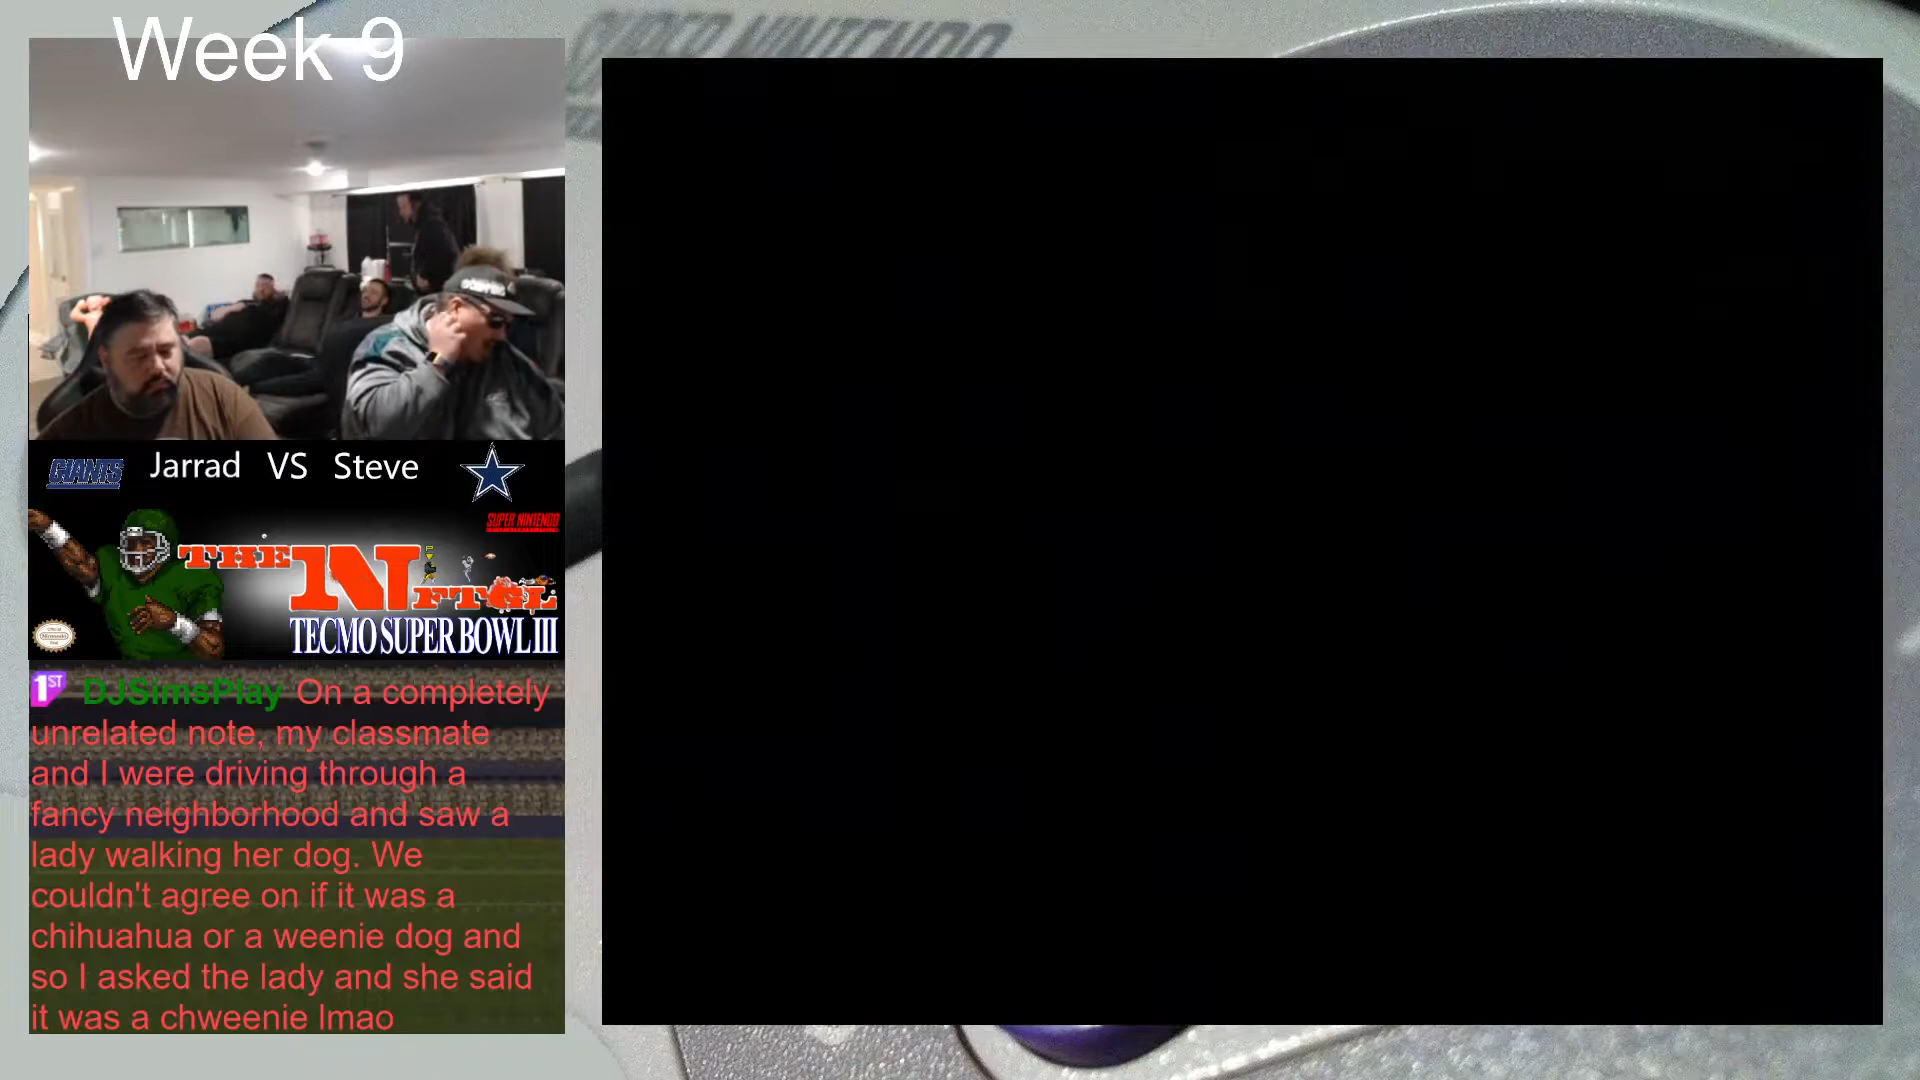 Week 9
SUPER NINTENDO
GIANTS Jarrad VS Steve
SUPER NINTENDO
THE N FTSL
TECMO SUPER BOWL III
1ST DJSimsPlay On a completely
unrelated note, my classmate
and I were driving through a
fancy neighborhood and saw a
lady walking her dog. We
couldn't agree on if it was a
chihuahua or a weenie dog and
so I asked the lady and she said
it was a chweenie lmao